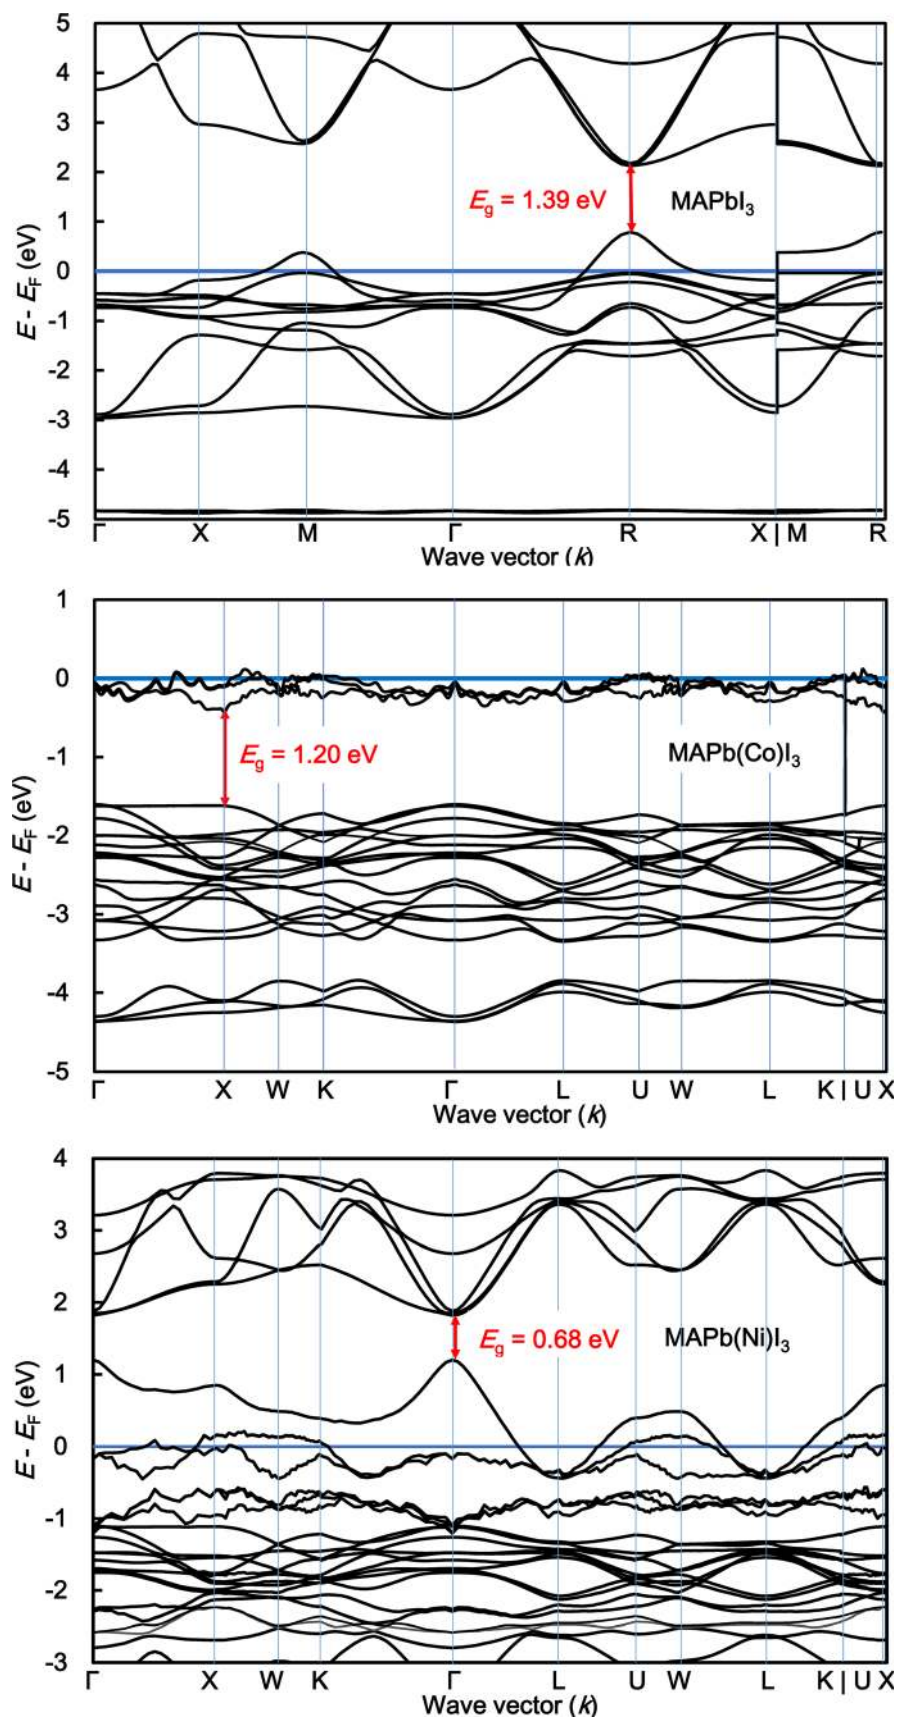 5
4
3
2
1
0
-1
-2
-3
-4
-5
E - E_F (eV)
E_g = 1.39 eV
MAPbI₃
Γ X M Γ R X | M R
Wave vector (k)
1
0
-1
-2
-3
-4
-5
E - E_F (eV)
E_g = 1.20 eV
MAPb(Co)I₃
Γ X W K Γ L U W L K | U X
Wave vector (k)
4
3
2
1
0
-1
-2
-3
E - E_F (eV)
E_g = 0.68 eV
MAPb(Ni)I₃
Γ X W K Γ L U W L K | U X
Wave vector (k)